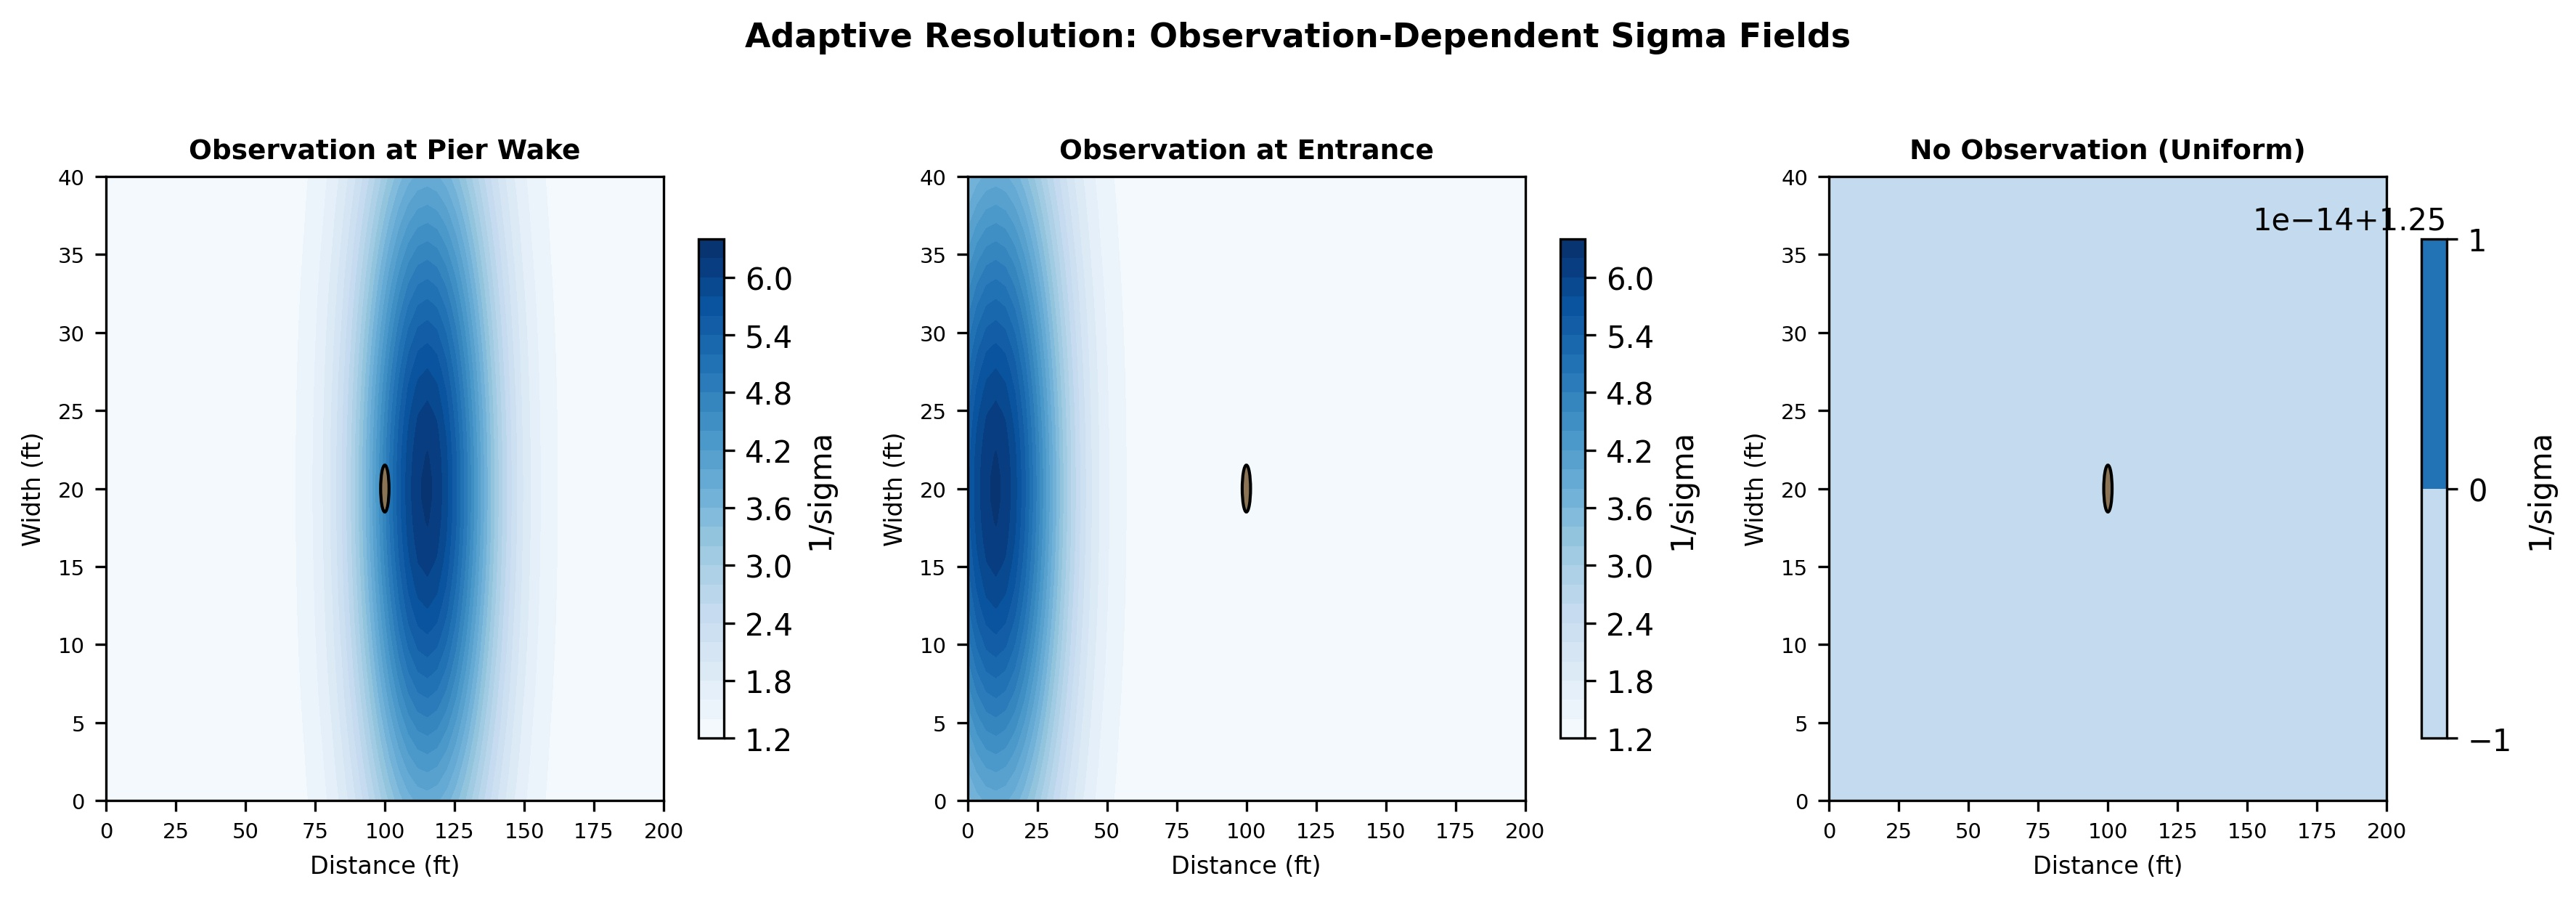 Adaptive Resolution: Observation-Dependent Sigma Fields
Observation at Pier Wake
40
35
30
25
20
15
10
5
0
Width (ft)
0 25 50 75 100 125 150 175 200
Distance (ft)
6.0
5.4
4.8
4.2
3.6
3.0
2.4
1.8
1.2
1/sigma
Observation at Entrance
40
35
30
25
20
15
10
5
0
Width (ft)
0 25 50 75 100 125 150 175 200
Distance (ft)
6.0
5.4
4.8
4.2
3.6
3.0
2.4
1.8
1.2
1/sigma
No Observation (Uniform)
40
35
30
25
20
15
10
5
0
Width (ft)
0 25 50 75 100 125 150 175 200
Distance (ft)
1e−14+1.25
1
0
−1
1/sigma